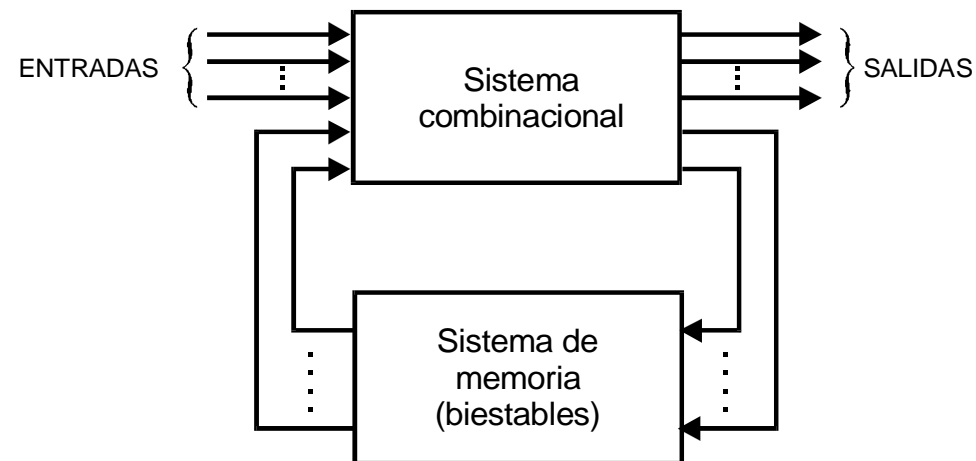 ENTRADAS
Sistema
combinacional
SALIDAS
Sistema de
memoria
(biestables)